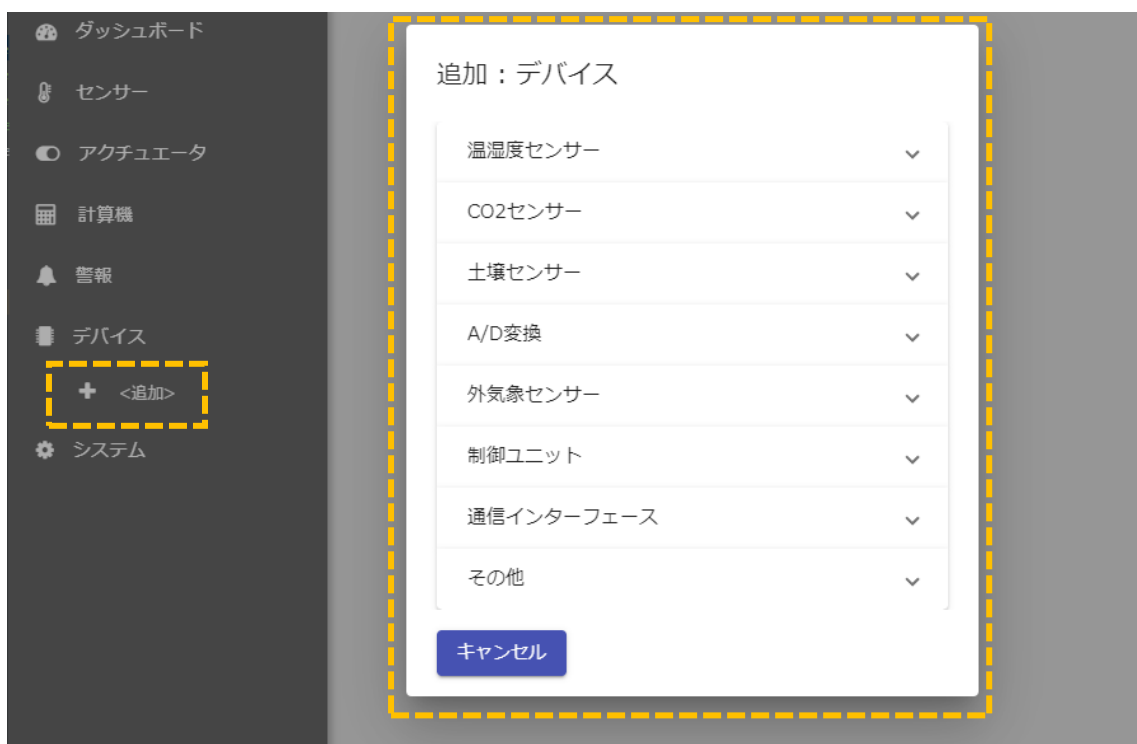 ダッシュボード
センサー
アクチュエータ
計算機
警報
デバイス
<追加>
システム
追加：デバイス
温湿度センサー
CO2センサー
土壌センサー
A/D変換
外気象センサー
制御ユニット
通信インターフェース
その他
キャンセル